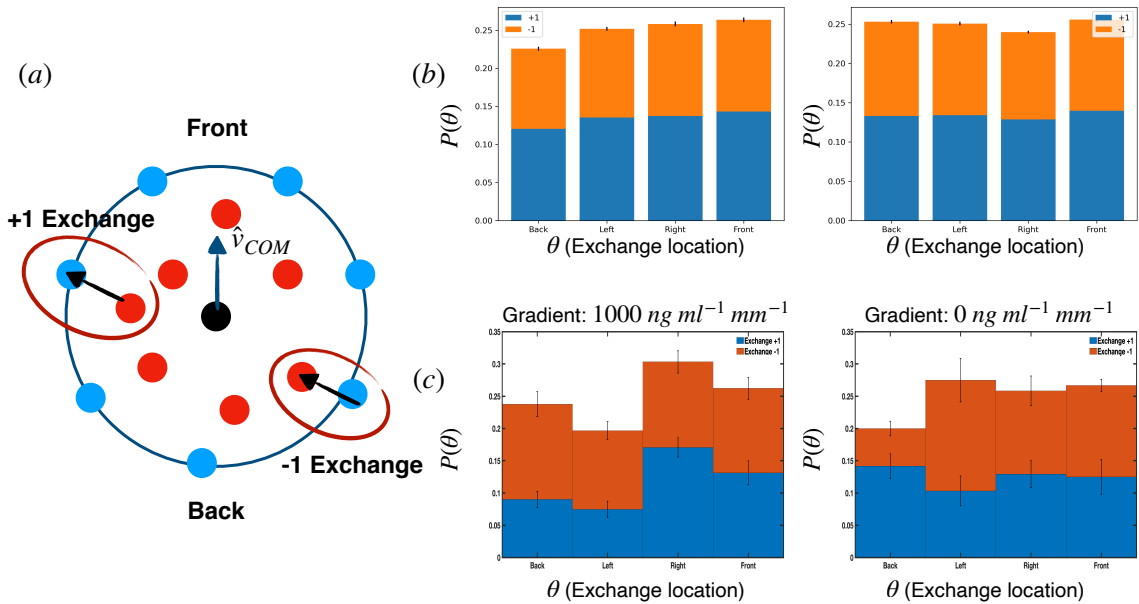 (a)
Front
+1 Exchange
v̂COM
-1 Exchange
Back
(b)
+1
-1
0.25
0.20
0.15
0.10
0.05
0.00
P(θ)
Back Left Right Front
θ (Exchange location)
+1
-1
0.25
0.20
0.15
0.10
0.05
0.00
P(θ)
Back Left Right Front
θ (Exchange location)
(c)
Gradient: 1000 ng ml⁻¹ mm⁻¹
Exchange +1
Exchange -1
0.35
0.3
0.25
0.2
0.15
0.1
0.05
0
P(θ)
Back Left Right Front
θ (Exchange location)
Gradient: 0 ng ml⁻¹ mm⁻¹
Exchange +1
Exchange -1
0.35
0.3
0.25
0.2
0.15
0.1
0.05
0
P(θ)
Back Left Right Front
θ (Exchange location)